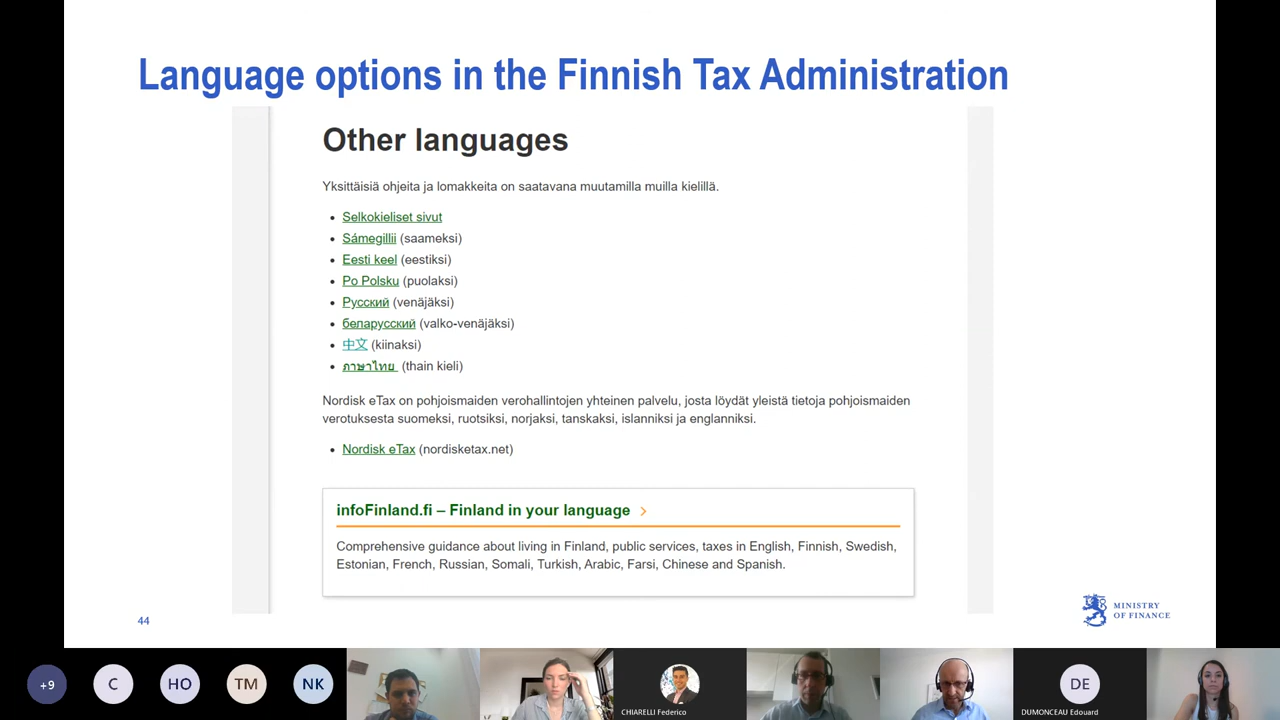 Language options in the Finnish Tax Administration
Other languages
Yksittäisiä ohjeita ja lomakkeita on saatavana muutamilla muilla kielillä.
Selkokieliset sivut
Sámegillii (saameksi)
Eesti keel (eestiksi)
Po Polsku (puolaksi)
Русский (venäjäksi)
беларусский (valko-venäjäksi)
中文 (kiinaksi)
ภาษาไทย (thain kieli)
Nordisk eTax on pohjoismaiden verohallintojen yhteinen palvelu, josta löydät yleistä tietoja pohjoismaiden
verotuksesta suomeksi, ruotsiksi, norjaksi, tanskaksi, islanniksi ja englanniksi.
Nordisk eTax (nordisketax.net)
infoFinland.fi – Finland in your language
Comprehensive guidance about living in Finland, public services, taxes in English, Finnish, Swedish,
Estonian, French, Russian, Somali, Turkish, Arabic, Farsi, Chinese and Spanish.
44
MINISTRY
OF FINANCE
+9
C
HO
TM
NK
CHIARELLI Federico
DE
DUMONCEAU Edouard